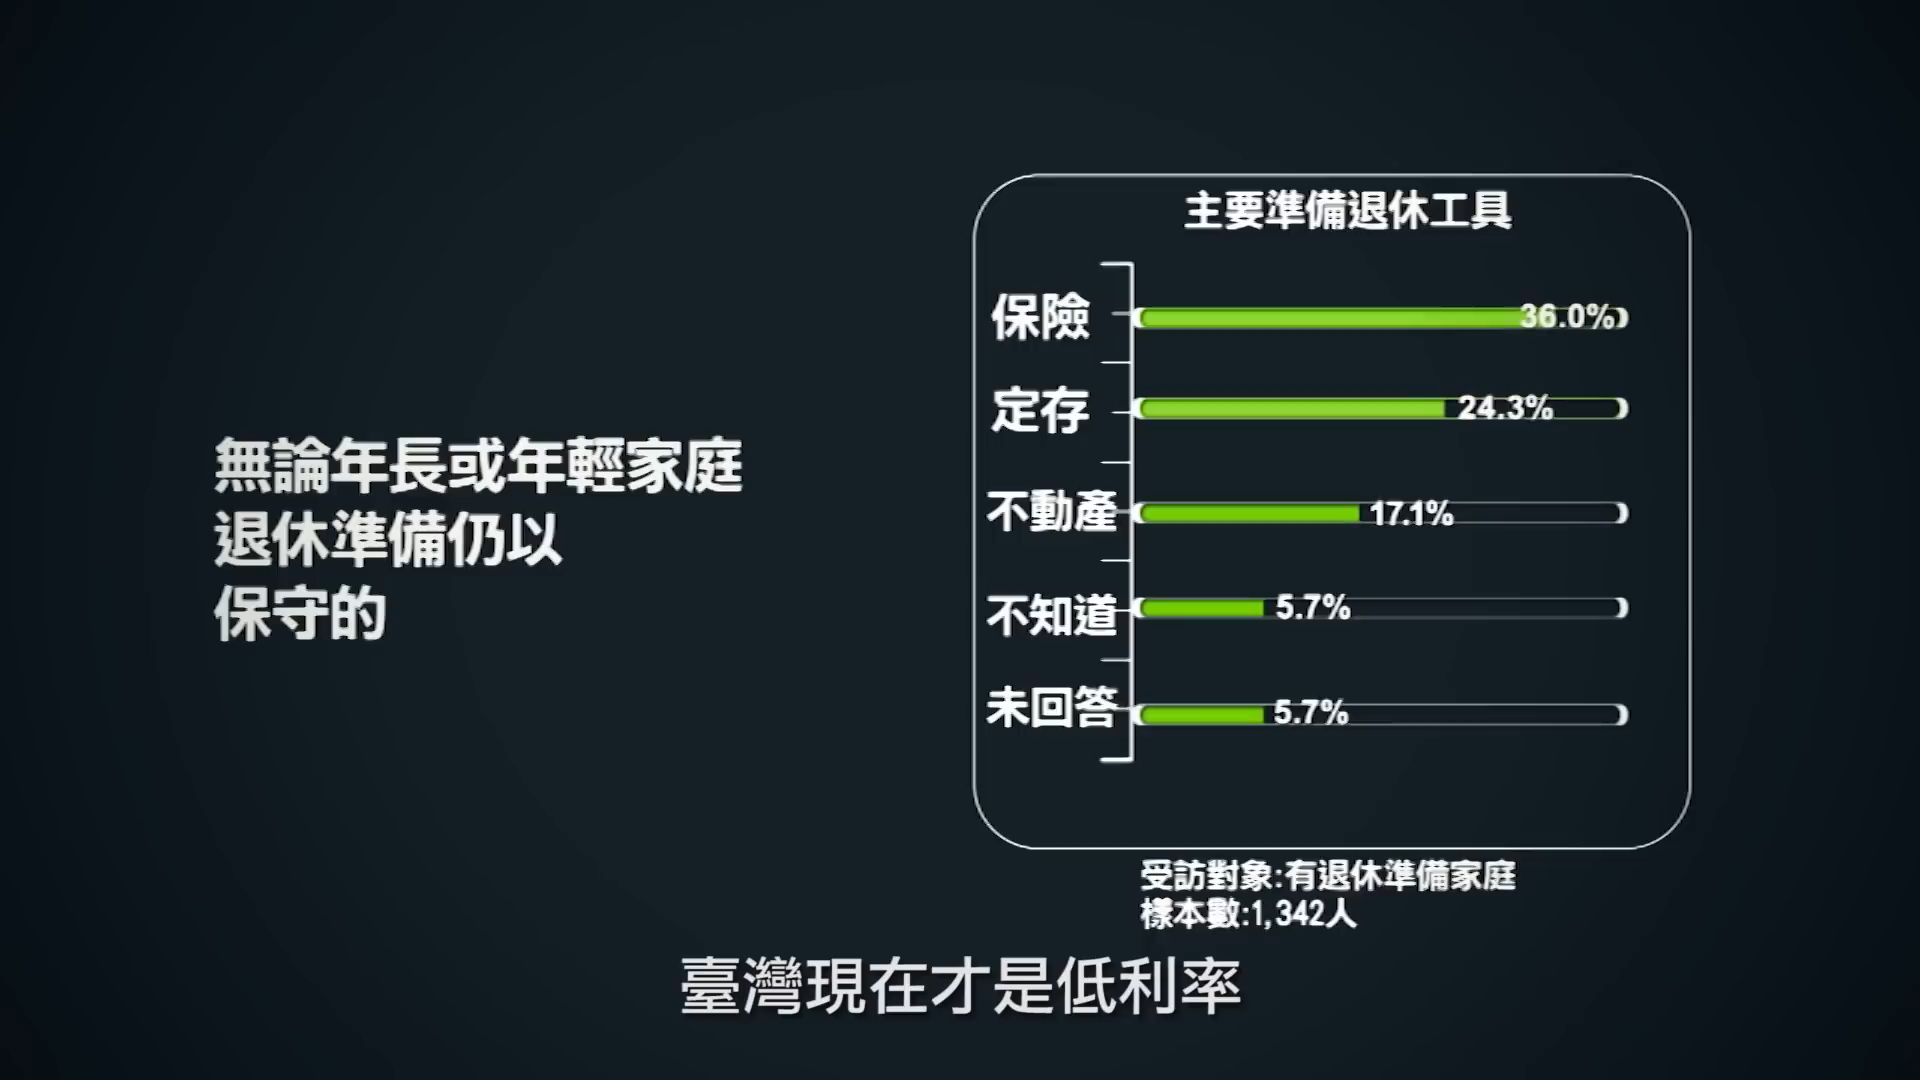 無論年長或年輕家庭
退休準備仍以
保守的
主要準備退休工具
保險 36.0%
定存 24.3%
不動產 17.1%
不知道 5.7%
未回答 5.7%
受訪對象:有退休準備家庭
樣本數:1,342人
臺灣現在才是低利率